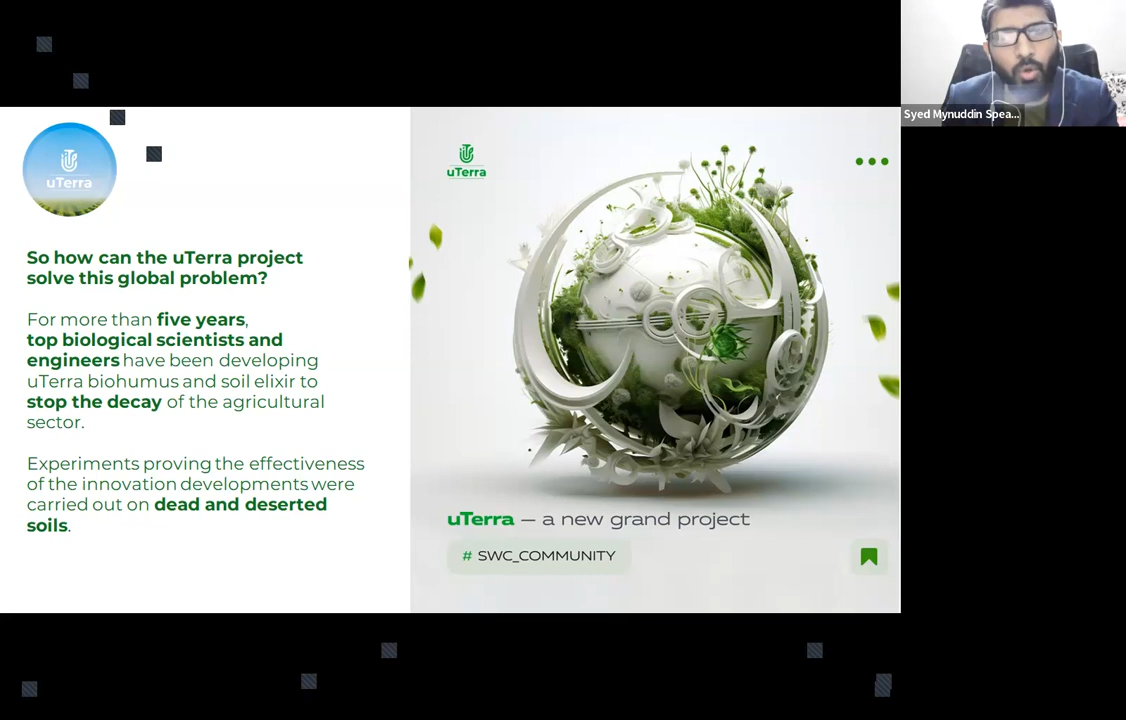 Syed Mynuddin Spea...
uTerra
So how can the uTerra project
solve this global problem?
For more than five years,
top biological scientists and
engineers have been developing
uTerra biohumus and soil elixir to
stop the decay of the agricultural
sector.
Experiments proving the effectiveness
of the innovation developments were
carried out on dead and deserted
soils.
uTerra
uTerra — a new grand project
# SWC_COMMUNITY